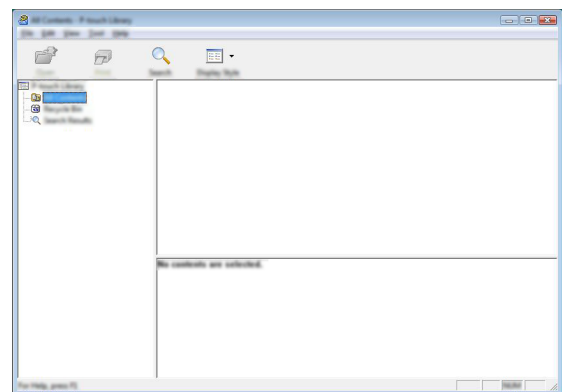 All Contents - P-touch Library
File Edit View Tool Help
Open Print Search Display Style
P-touch Library
All Contents
Recycle Bin
Search Results
No contents are selected.
For Help, press F1
NUM